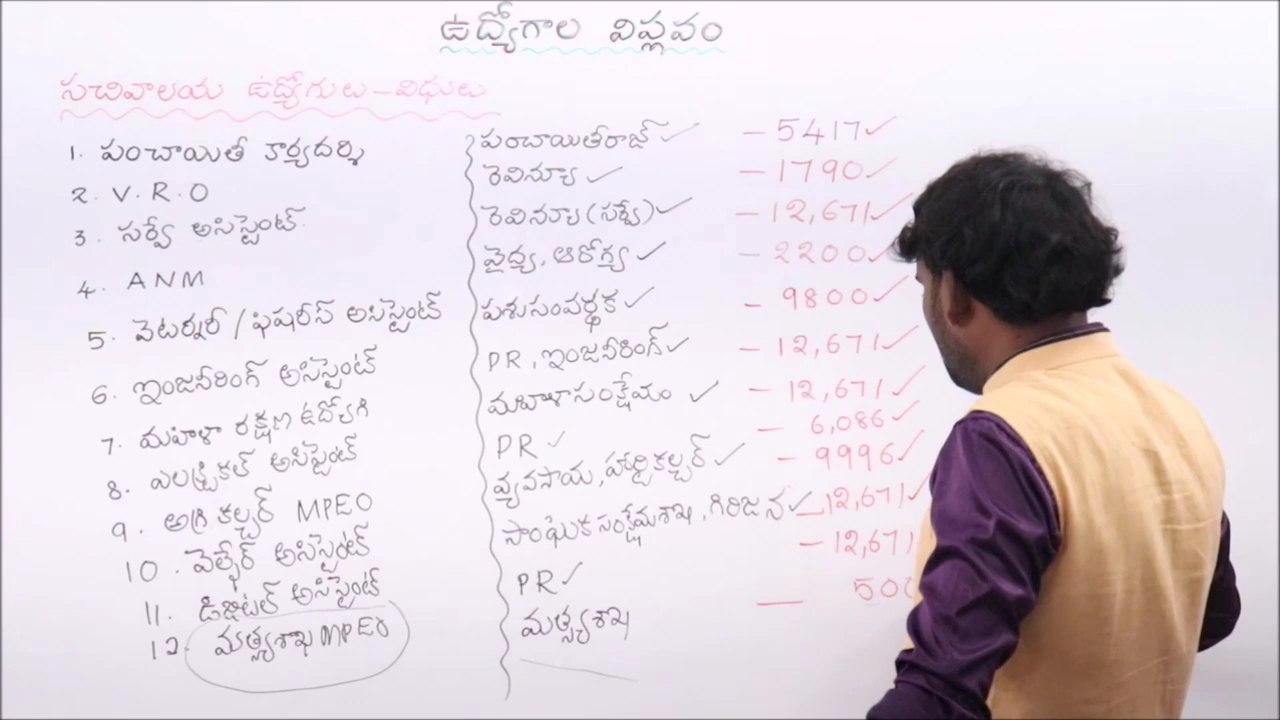 ఉద్యోగాల విప్లవం
సచివాలయ ఉద్యోగులు - విధులు
1. పంచాయితీ కార్యదర్శి పంచాయితీరాజ్ ✓ - 5417 ✓
2. V.R.O రెవిన్యూ ✓ - 1790 ✓
3. సర్వే అసిస్టెంట్ రెవిన్యూ (సర్వే) ✓ - 12,671 ✓
4. ANM వైద్య, ఆరోగ్య ✓ - 2200 ✓
5. వెటర్నరీ / ఫిషరీస్ అసిస్టెంట్ పశుసంవర్థక ✓ - 9800 ✓
6. ఇంజనీరింగ్ అసిస్టెంట్ PR, ఇంజనీరింగ్ ✓ - 12,671 ✓
7. మహిళా రక్షణ ఉద్యోగి మహిళాసంక్షేమం ✓ - 12,671 ✓
8. ఎలక్ట్రికల్ అసిస్టెంట్ PR ✓ - 6,086 ✓
9. అగ్రి కల్చర్ MPEO వ్యవసాయ, హార్టికల్చర్ ✓ - 9996 ✓
10. వెల్ఫేర్ అసిస్టెంట్ సాంఘిక సంక్షేమశాఖ, గిరిజన ✓ - 12,671 ✓
11. డిజిటల్ అసిస్టెంట్ PR ✓ - 12,671
12. మత్స్యశాఖ MPEO మత్స్యశాఖ - 500